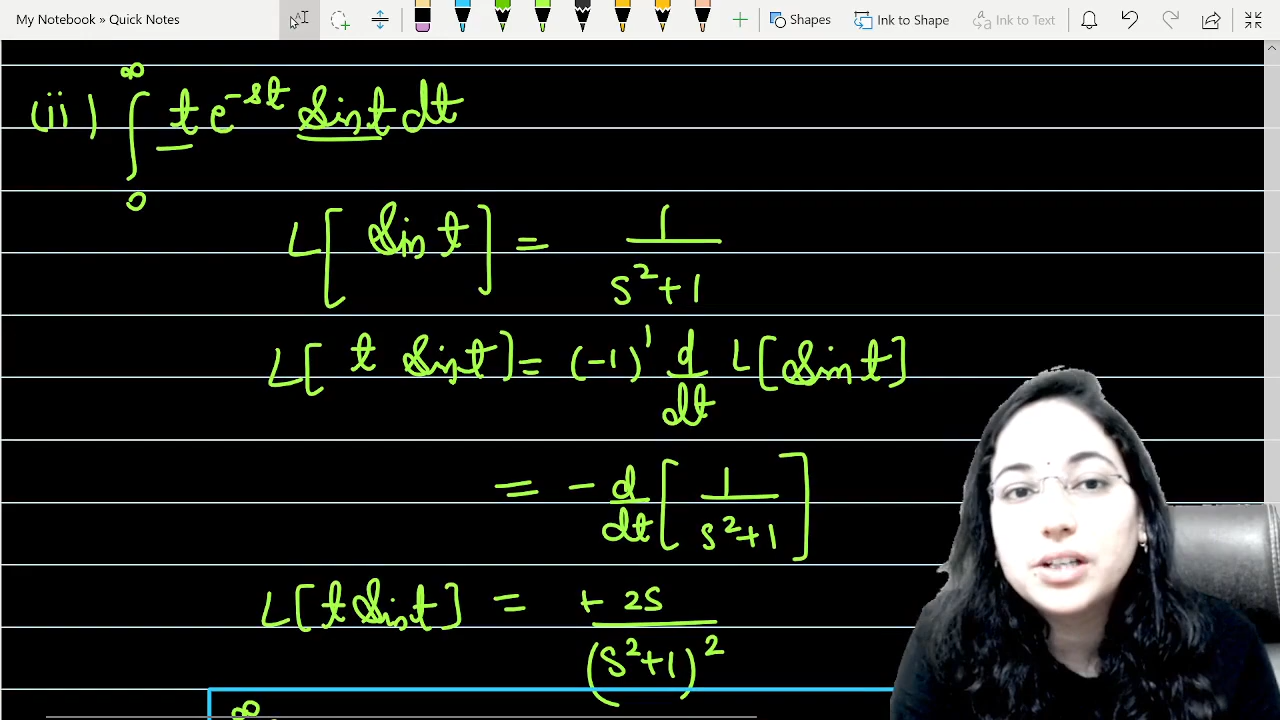 My Notebook » Quick Notes
Shapes Ink to Shape Ink to Text
(ii) ∫₀^∞ t e^{-st} Sin t dt
L[ Sin t ] = 1/(s²+1)
L[ t Sin t ] = (-1)¹ d/dt L[Sin t]
= - d/dt [ 1/(s²+1) ]
L[t Sin t] = +2s/(s²+1)²
∞